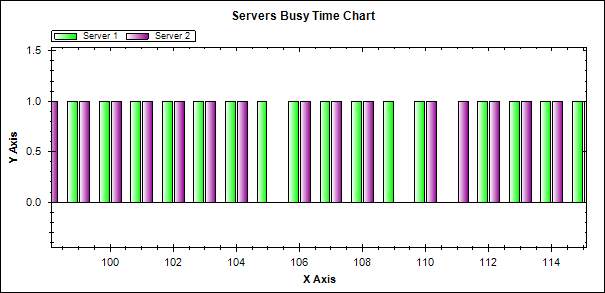 Servers Busy Time Chart
Server 1 Server 2
1.5
1.0
0.5
0.0
Y Axis
100 102 104 106 108 110 112 114
X Axis